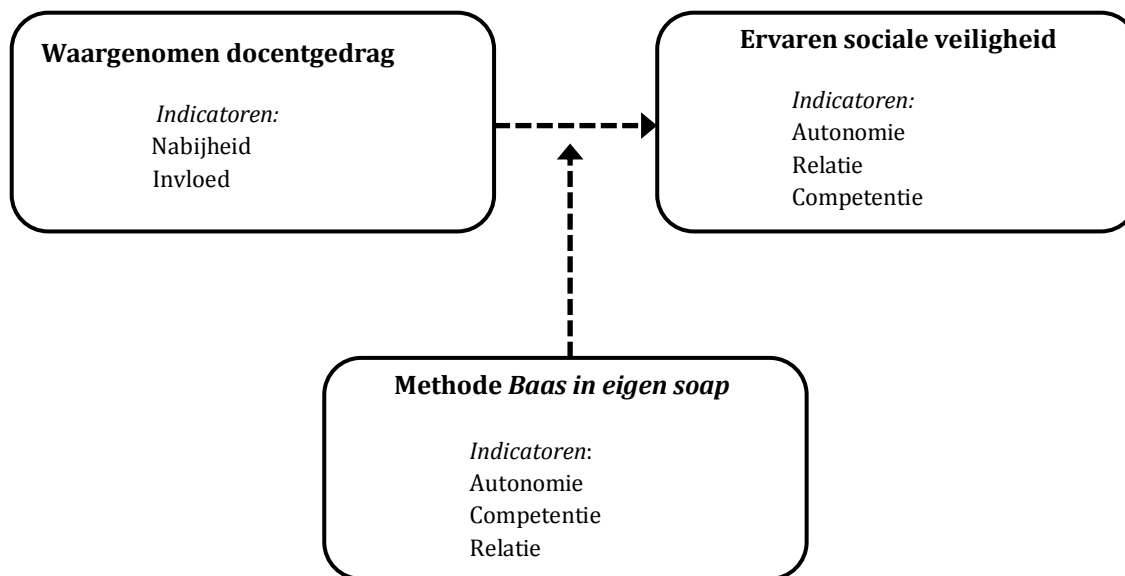 Waargenomen docentgedrag
Indicatoren:
Nabijheid
Invloed
Ervaren sociale veiligheid
Indicatoren:
Autonomie
Relatie
Competentie
Methode Baas in eigen soap
Indicatoren:
Autonomie
Competentie
Relatie